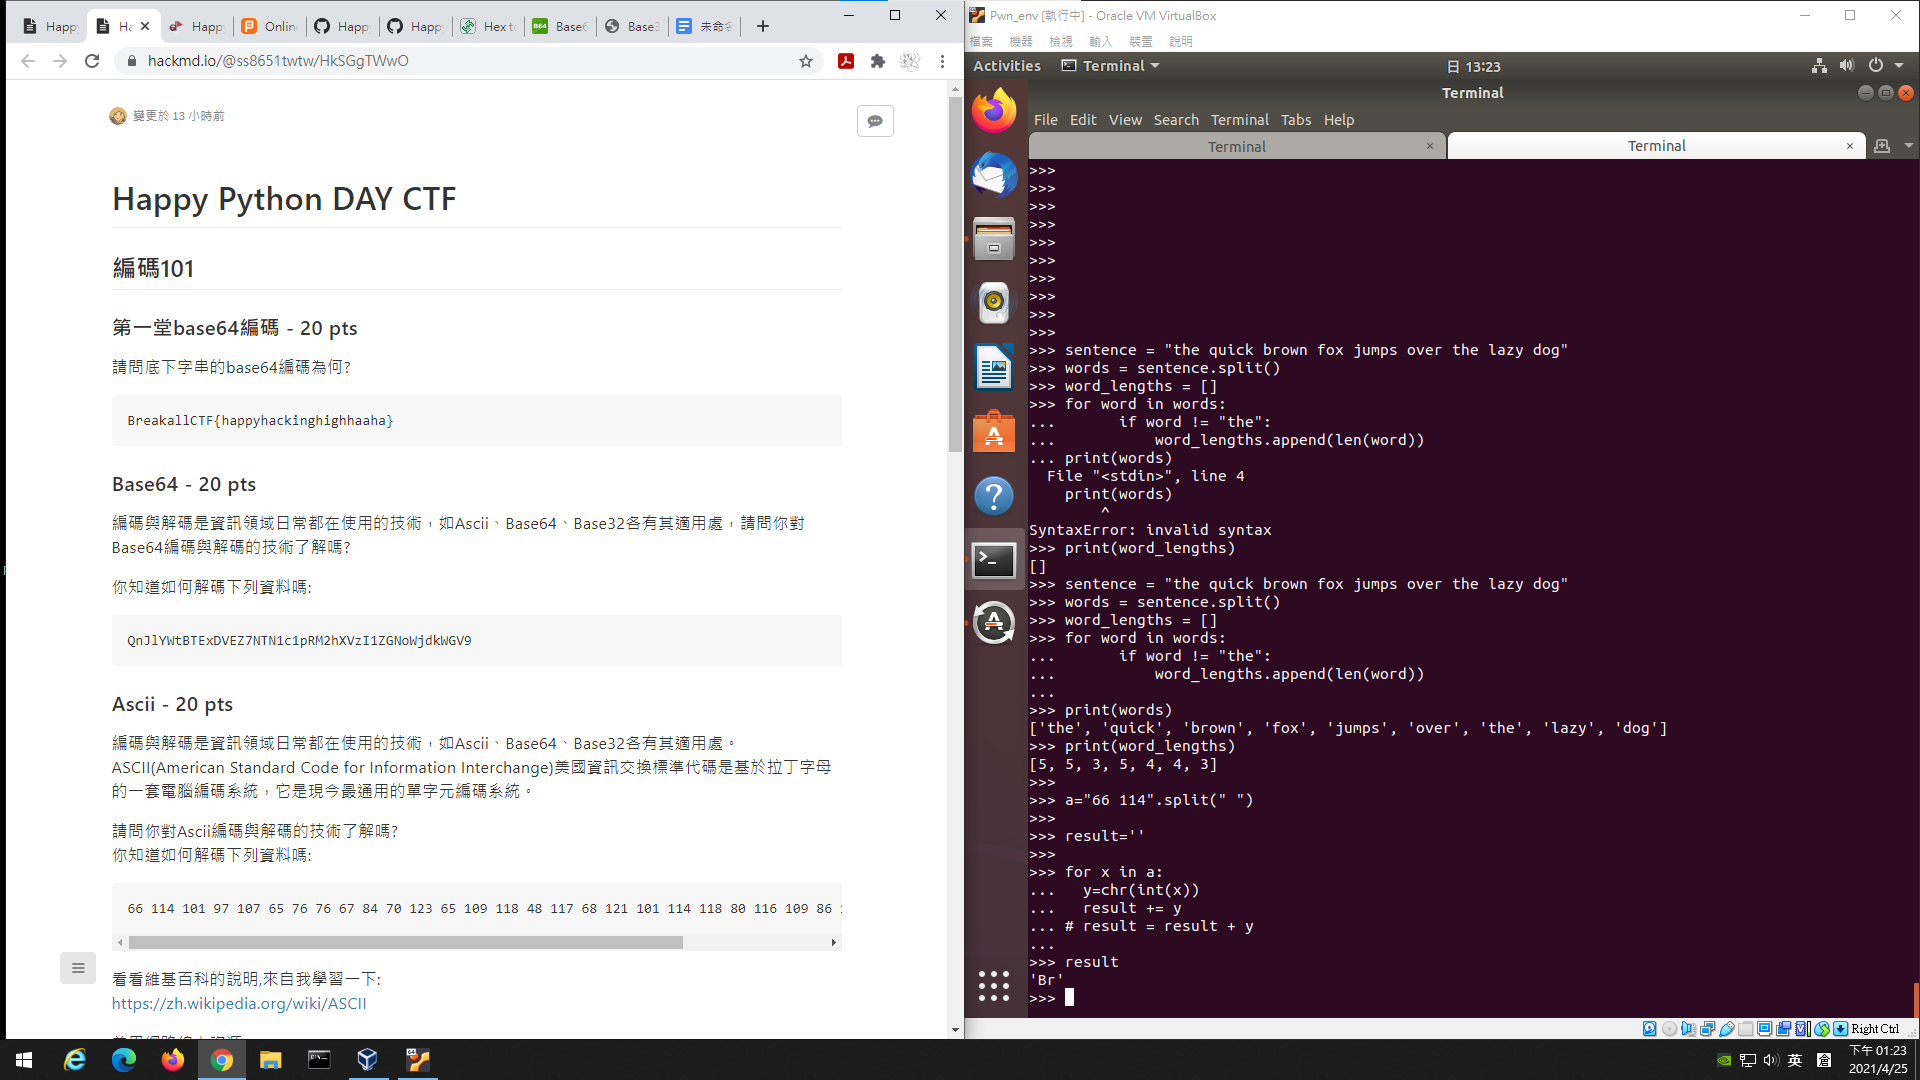 Happy
Ha
Happ
Onlin
Happy
Happy
Hex to
Base6
Base3
未命名
hackmd.io/@ss8651twtw/HkSGgTWwO
變更於 13 小時前
Happy Python DAY CTF
編碼101
第一堂base64編碼 - 20 pts
請問底下字串的base64編碼為何?
BreakallCTF{happyhackinghighhaaha}
Base64 - 20 pts
編碼與解碼是資訊領域日常都在使用的技術，如Ascii、Base64、Base32各有其適用處，請問你對
Base64編碼與解碼的技術了解嗎?
你知道如何解碼下列資料嗎:
QnJlYWtBTExDVEZ7NTN1c1pRM2hXVzI1ZGNoWjdkWGV9
Ascii - 20 pts
編碼與解碼是資訊領域日常都在使用的技術，如Ascii、Base64、Base32各有其適用處。
ASCII(American Standard Code for Information Interchange)美國資訊交換標準代碼是基於拉丁字母
的一套電腦編碼系統，它是現今最通用的單字元編碼系統。
請問你對Ascii編碼與解碼的技術了解嗎?
你知道如何解碼下列資料嗎:
66 114 101 97 107 65 76 76 67 84 70 123 65 109 118 48 117 68 121 101 114 118 80 116 109 86
看看維基百科的說明,來自我學習一下:
https://zh.wikipedia.org/wiki/ASCII
Pwn_env [執行中] - Oracle VM VirtualBox
檔案 機器 檢視 輸入 裝置 說明
Activities Terminal 日 13:23
Terminal
File Edit View Search Terminal Tabs Help
Terminal × Terminal ×
>>>
>>>
>>>
>>>
>>>
>>>
>>>
>>>
>>>
>>>
>>> sentence = "the quick brown fox jumps over the lazy dog"
>>> words = sentence.split()
>>> word_lengths = []
>>> for word in words:
...       if word != "the":
...           word_lengths.append(len(word))
... print(words)
  File "<stdin>", line 4
    print(words)
        ^
SyntaxError: invalid syntax
>>> print(word_lengths)
[]
>>> sentence = "the quick brown fox jumps over the lazy dog"
>>> words = sentence.split()
>>> word_lengths = []
>>> for word in words:
...       if word != "the":
...           word_lengths.append(len(word))
...
>>> print(words)
['the', 'quick', 'brown', 'fox', 'jumps', 'over', 'the', 'lazy', 'dog']
>>> print(word_lengths)
[5, 5, 3, 5, 4, 4, 3]
>>>
>>> a="66 114".split(" ")
>>>
>>> result=''
>>>
>>> for x in a:
...   y=chr(int(x))
...   result += y
... # result = result + y
...
>>> result
'Br'
>>>
Right Ctrl
英
下午 01:23
2021/4/25